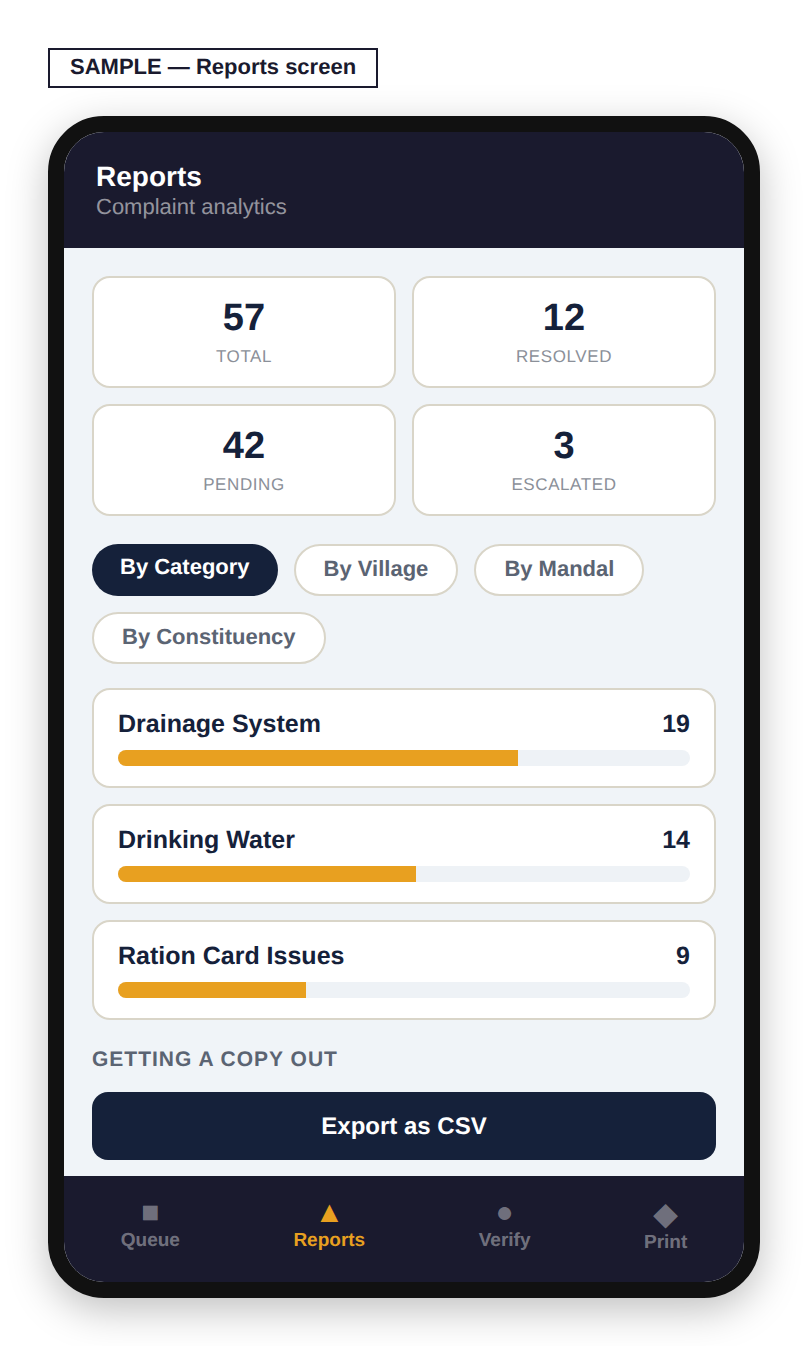 SAMPLE — Reports screen
Reports
Complaint analytics
57
TOTAL
12
RESOLVED
42
PENDING
3
ESCALATED
By Category
By Village
By Mandal
By Constituency
Drainage System 19
Drinking Water 14
Ration Card Issues 9
GETTING A COPY OUT
Export as CSV
Queue
Reports
Verify
Print